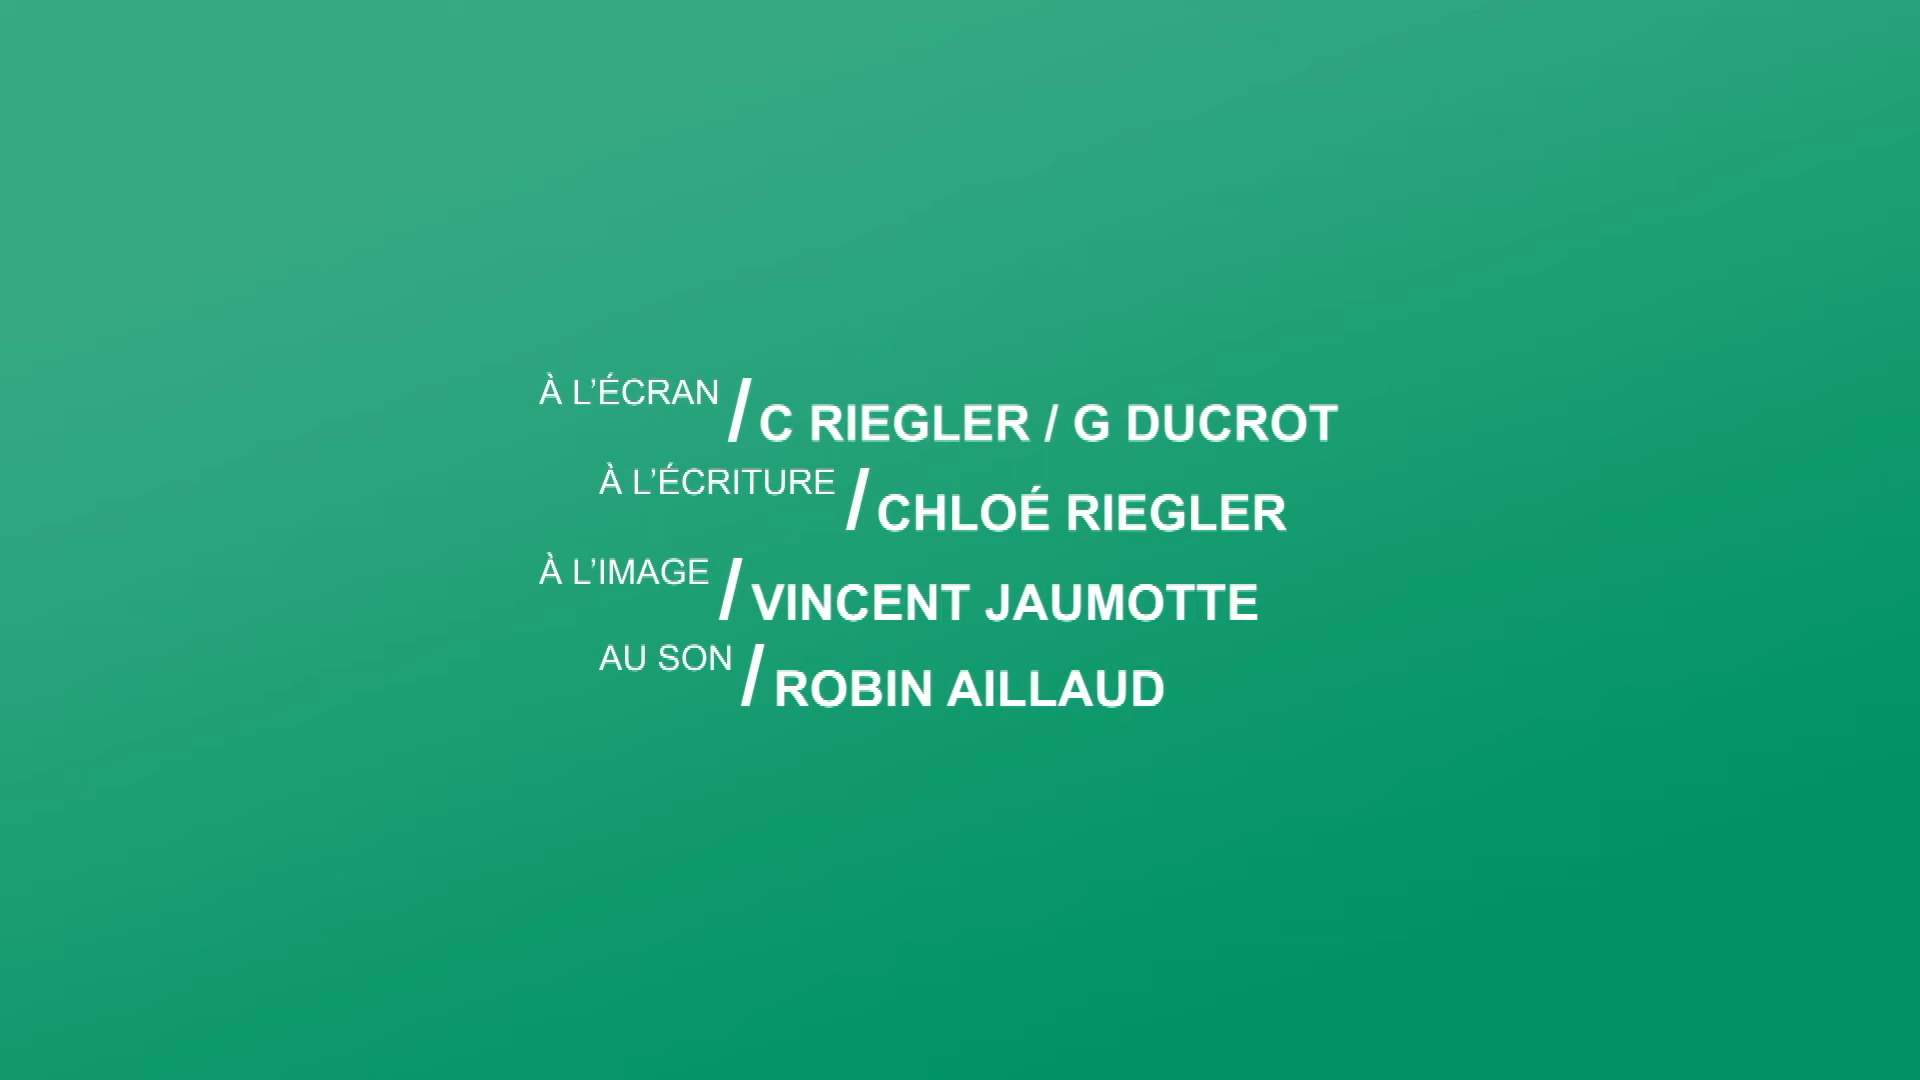 À L’ÉCRAN / C RIEGLER / G DUCROT
À L’ÉCRITURE / CHLOÉ RIEGLER
À L’IMAGE / VINCENT JAUMOTTE
AU SON / ROBIN AILLAUD